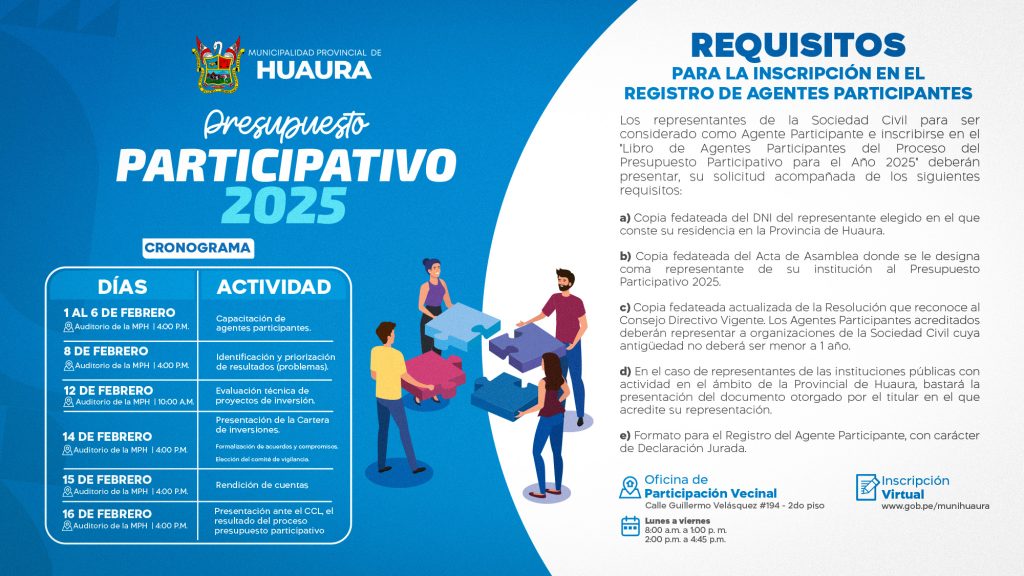 MUNICIPALIDAD PROVINCIAL DE
HUAURA
Presupuesto
PARTICIPATIVO
2025
CRONOGRAMA
DÍAS
ACTIVIDAD
1 AL 6 DE FEBRERO
Auditorio de la MPH | 4:00 P.M.
Capacitación de
agentes participantes.
8 DE FEBRERO
Auditorio de la MPH | 4:00 P.M.
Identificación y priorización
de resultados (problemas).
12 DE FEBRERO
Auditorio de la MPH | 10:00 A.M.
Evaluación técnica de
proyectos de inversión.
14 DE FEBRERO
Auditorio de la MPH | 4:00 P.M.
Presentación de la Cartera
de inversiones.
Formalización de acuerdos y compromisos.
Elección del comité de vigilancia.
15 DE FEBRERO
Auditorio de la MPH | 4:00 P.M.
Rendición de cuentas
16 DE FEBRERO
Auditorio de la MPH | 4:00 P.M.
Presentación ante el CCL, el
resultado del proceso
presupuesto participativo
REQUISITOS
PARA LA INSCRIPCIÓN EN EL
REGISTRO DE AGENTES PARTICIPANTES
Los representantes de la Sociedad Civil para ser
considerado como Agente Participante e inscribirse en el
"Libro de Agentes Participantes del Proceso del
Presupuesto Participativo para el Año 2025" deberán
presentar, su solicitud acompañada de los siguientes
requisitos:
a) Copia fedateada del DNI del representante elegido en el que
conste su residencia en la Provincia de Huaura.
b) Copia fedateada del Acta de Asamblea donde se le designa
coma representante de su institución al Presupuesto
Participativo 2025.
c) Copia fedateada actualizada de la Resolución que reconoce al
Consejo Directivo Vigente. Los Agentes Participantes acreditados
deberán representar a organizaciones de la Sociedad Civil cuya
antigüedad no deberá ser menor a 1 año.
d) En el caso de representantes de las instituciones públicas con
actividad en el ámbito de la Provincial de Huaura, bastará la
presentación del documento otorgado por el titular en el que
acredite su representación.
e) Formato para el Registro del Agente Participante, con carácter
de Declaración Jurada.
Oficina de
Participación Vecinal
Calle Guillermo Velásquez #194 - 2do piso
Lunes a viernes
8:00 a.m. a 1:00 p. m.
2:00 p.m. a 4:45 p.m.
Inscripción
Virtual
www.gob.pe/munihuaura